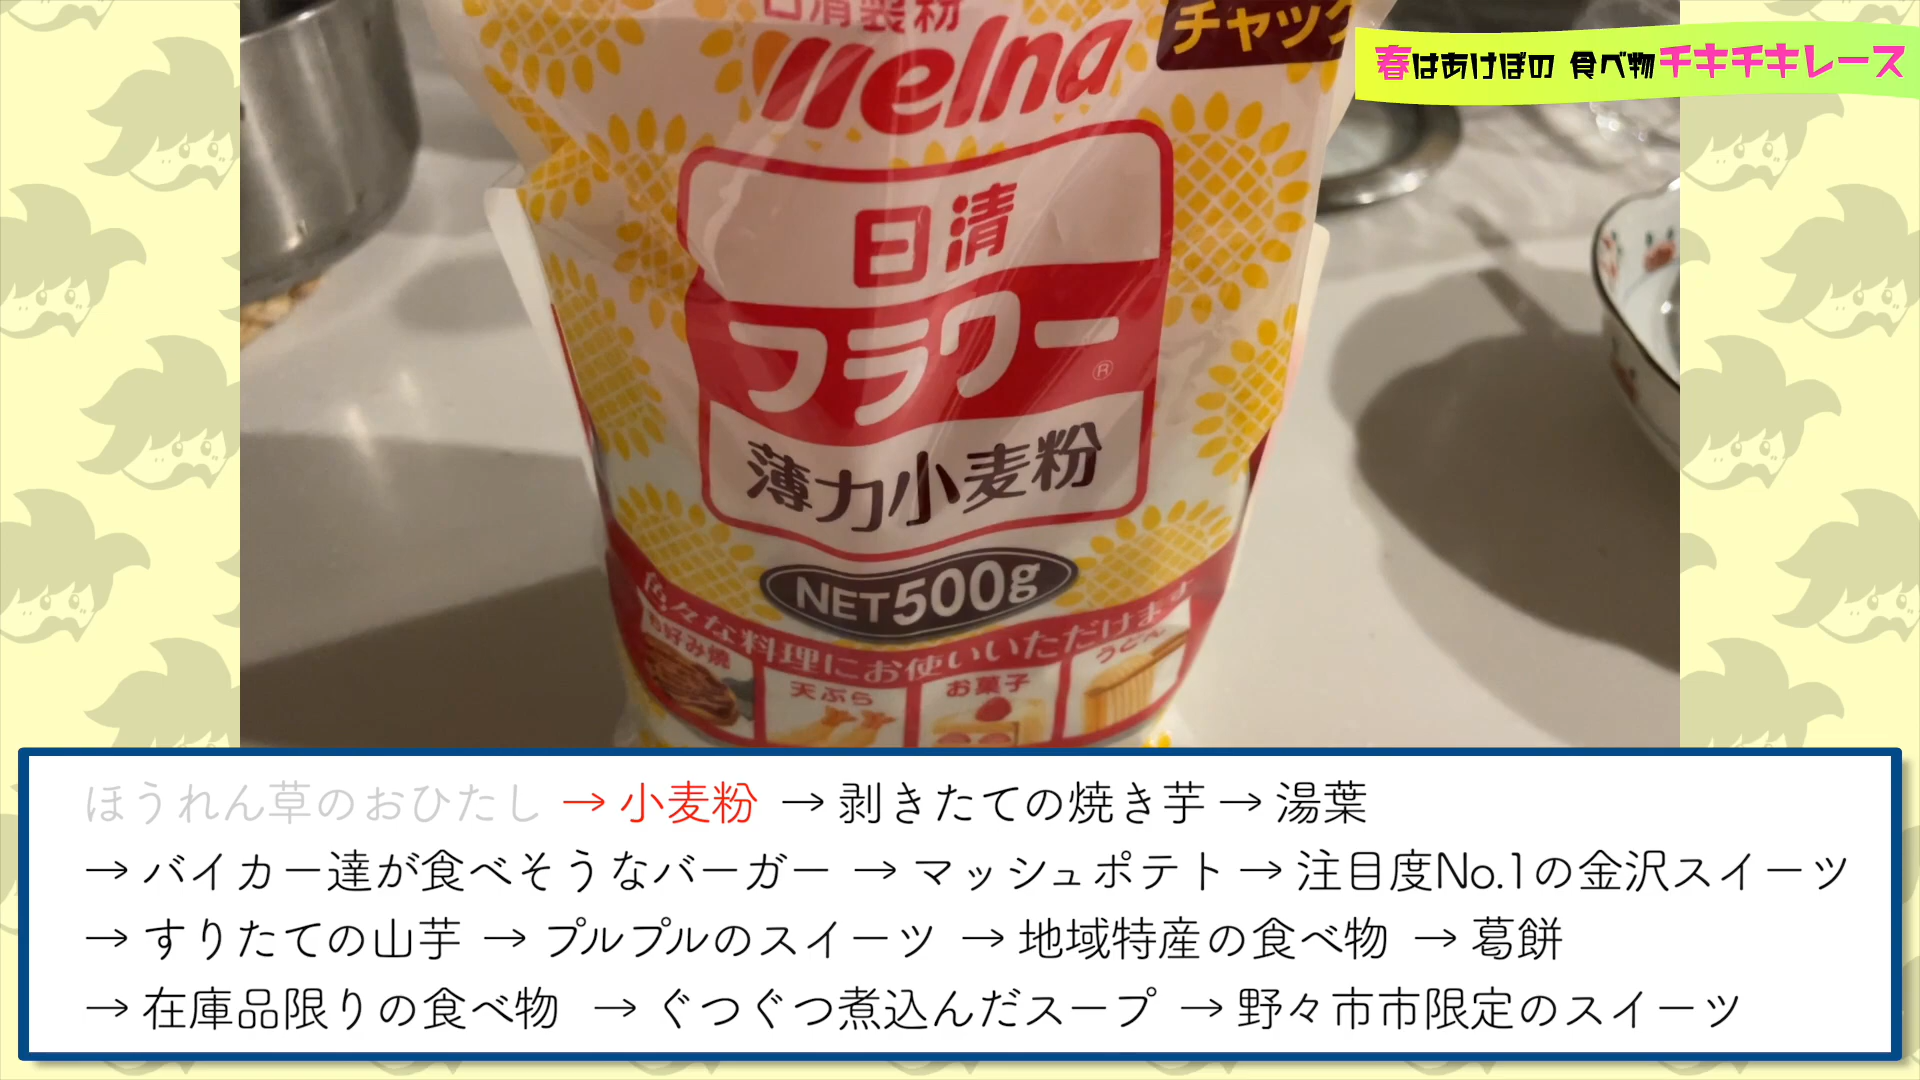 日清製粉
Welna
チャック
春はあけぼの 食べ物チキチキレース
日清
フラワー
®
薄力小麦粉
NET500g
色々な料理にお使いいただけます
お好み焼
天ぷら
お菓子
うどん
ほうれん草のおひたし → 小麦粉 → 剥きたての焼き芋 → 湯葉
→ バイカー達が食べそうなバーガー → マッシュポテト → 注目度No.1の金沢スイーツ
→ すりたての山芋 → プルプルのスイーツ → 地域特産の食べ物 → 葛餅
→ 在庫品限りの食べ物 → ぐつぐつ煮込んだスープ → 野々市市限定のスイーツ